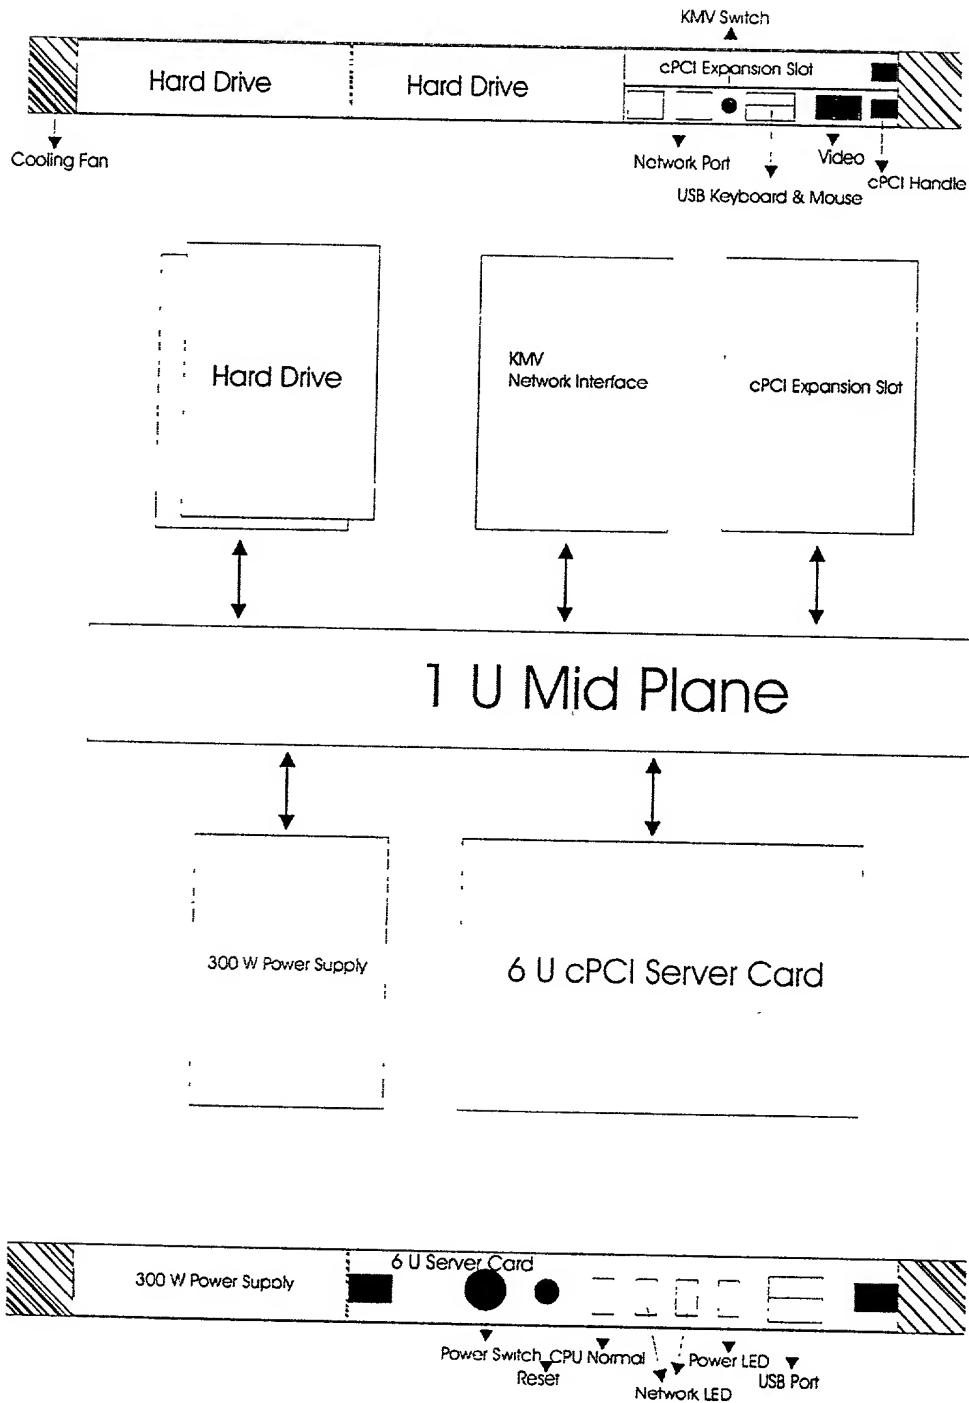 KMV Switch
Hard Drive
Hard Drive
cPCI Expansion Slot
Cooling Fan
Network Port
Video
cPCI Handle
USB Keyboard & Mouse
Hard Drive
KMV
Network Interface
cPCI Expansion Slot
1 U Mid Plane
300 W Power Supply
6 U cPCI Server Card
300 W Power Supply
6 U Server Card
Power Switch
CPU Normal
Reset
Network LED
Power LED
USB Port